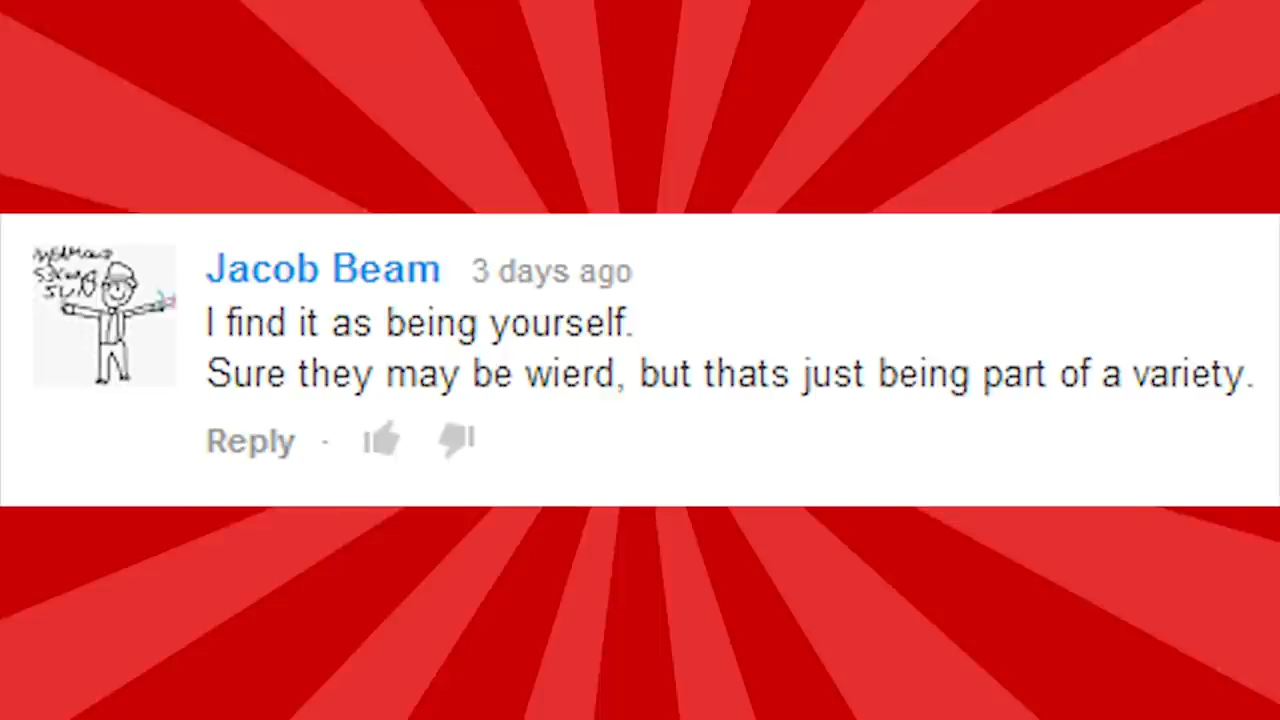 Jacob Beam 3 days ago
I find it as being yourself.
Sure they may be wierd, but thats just being part of a variety.
Reply ·